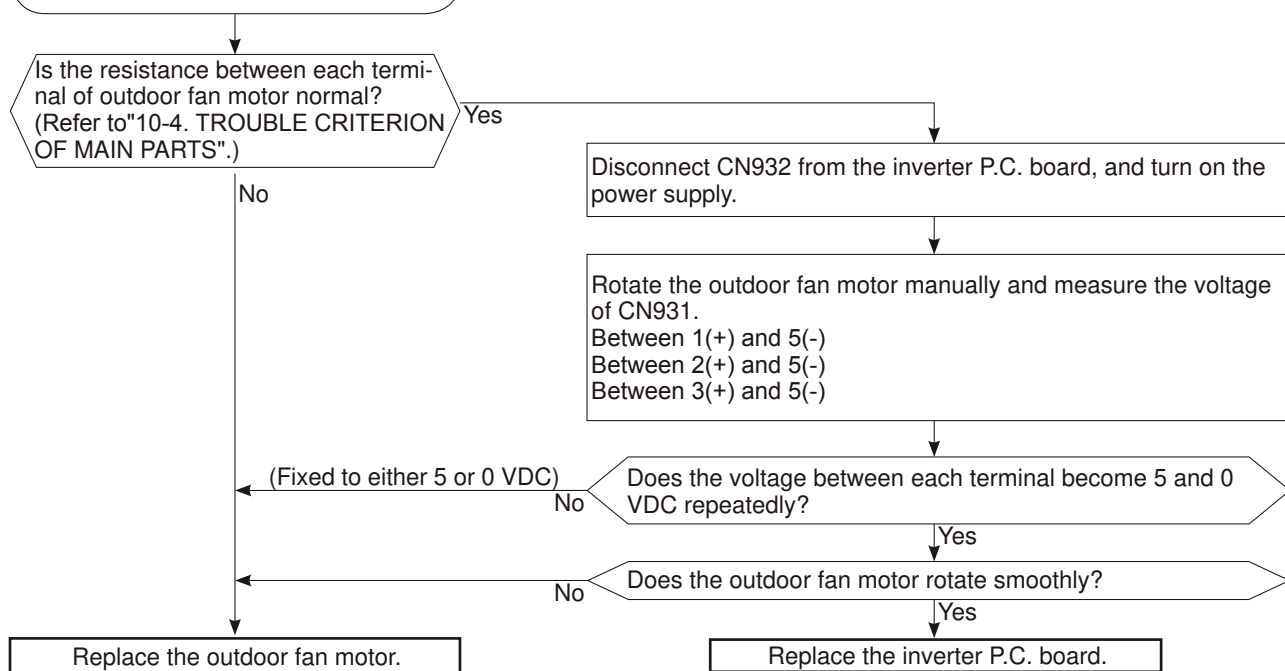 Is the resistance between each termi-
nal of outdoor fan motor normal?
(Refer to"10-4. TROUBLE CRITERION
OF MAIN PARTS".)
Yes
No
Disconnect CN932 from the inverter P.C. board, and turn on the
power supply.
Rotate the outdoor fan motor manually and measure the voltage
of CN931.
Between 1(+) and 5(-)
Between 2(+) and 5(-)
Between 3(+) and 5(-)
(Fixed to either 5 or 0 VDC)
No
Does the voltage between each terminal become 5 and 0
VDC repeatedly?
Yes
No
Does the outdoor fan motor rotate smoothly?
Yes
Replace the outdoor fan motor.
Replace the inverter P.C. board.